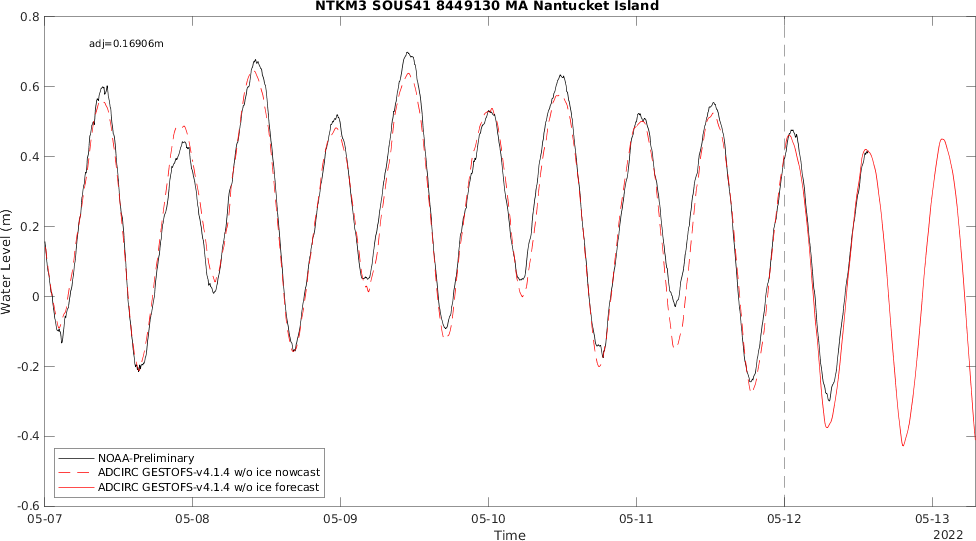 NTKM3 SOUS41 8449130 MA Nantucket Island
adj=0.16906m
0.8
0.6
0.4
0.2
0
-0.2
-0.4
-0.6
Water Level (m)
NOAA-Preliminary
ADCIRC GESTOFS-v4.1.4 w/o ice nowcast
ADCIRC GESTOFS-v4.1.4 w/o ice forecast
05-07 05-08 05-09 05-10 05-11 05-12 05-13
Time
2022